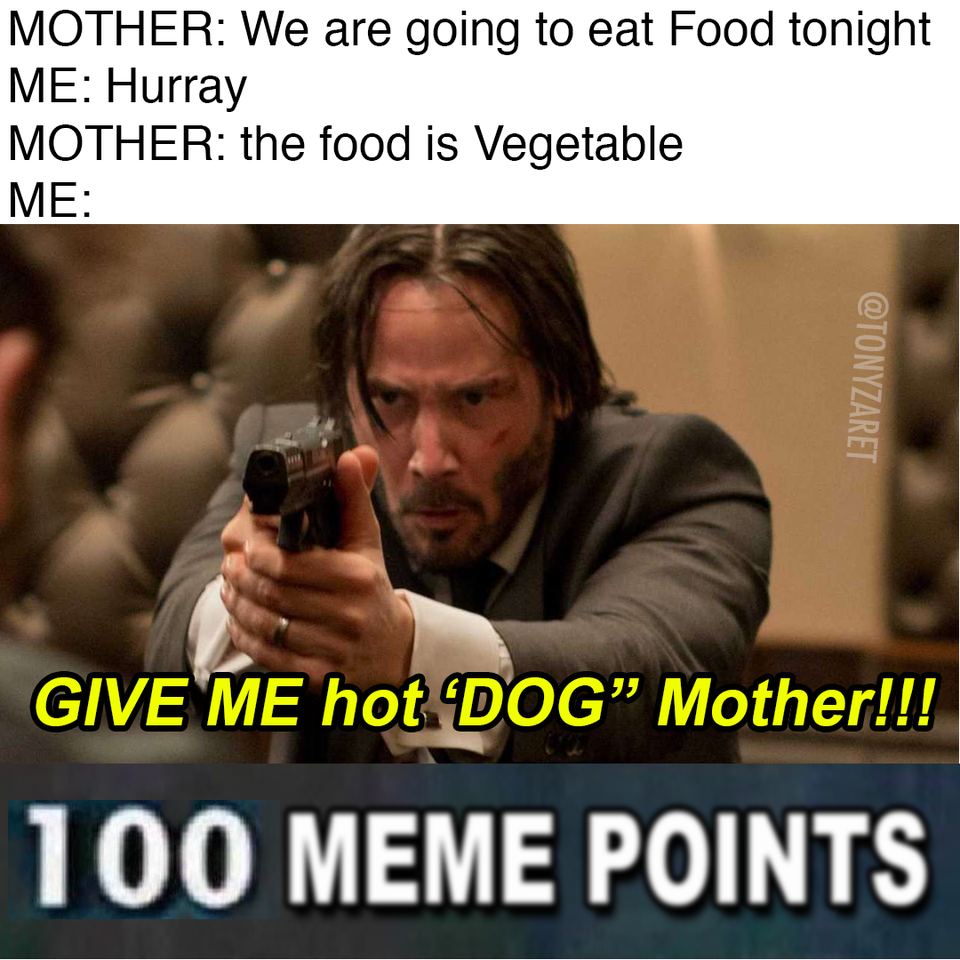 MOTHER: We are going to eat Food tonight
ME: Hurray
MOTHER: the food is Vegetable
ME:
@TONYZARET
GIVE ME hot ‘DOG” Mother!!!
100 MEME POINTS